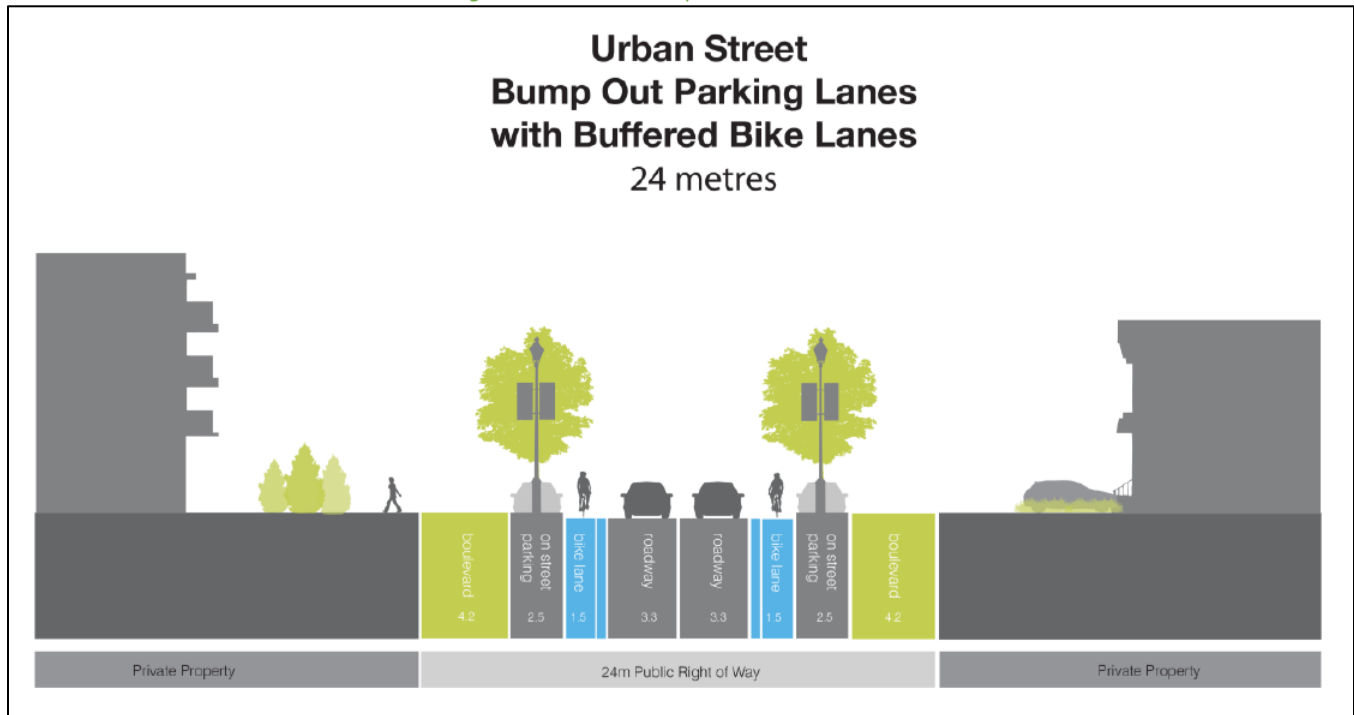 Urban Street
Bump Out Parking Lanes
with Buffered Bike Lanes
24 metres
boulevard
4.2
on street
parking
2.5
bike lane
1.5
roadway
3.3
roadway
3.3
bike lane
1.5
on street
parking
2.5
boulevard
4.2
Private Property
24m Public Right of Way
Private Property